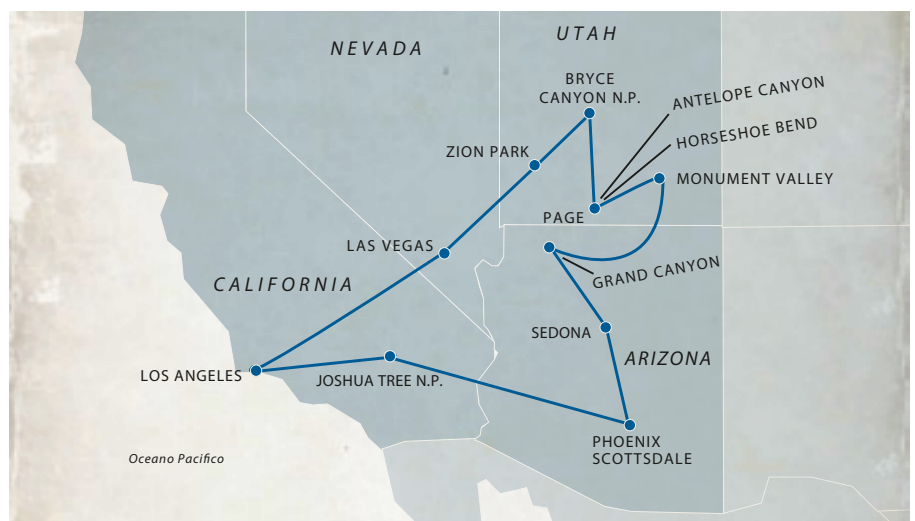 NEVADA
UTAH
BRYCE
CANYON N.P.
ANTELOPE CANYON
HORSESHOE BEND
ZION PARK
MONUMENT VALLEY
PAGE
LAS VEGAS
GRAND CANYON
CALIFORNIA
SEDONA
ARIZONA
LOS ANGELES
JOSHUA TREE N.P.
PHOENIX
SCOTTSDALE
Oceano Pacifico